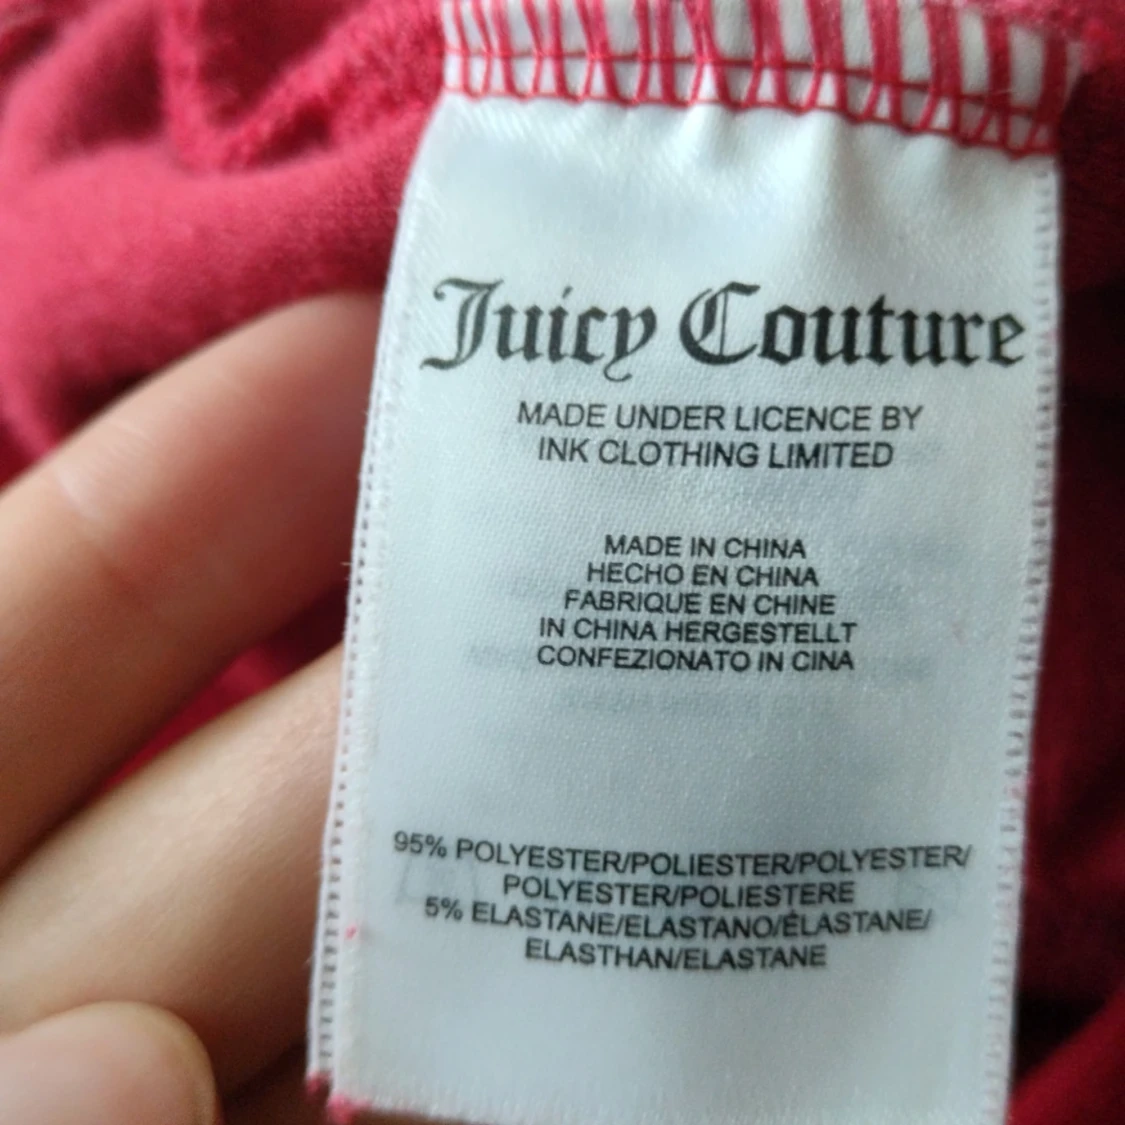 Juicy Couture
MADE UNDER LICENCE BY
INK CLOTHING LIMITED
MADE IN CHINA
HECHO EN CHINA
FABRIQUE EN CHINE
IN CHINA HERGESTELLT
CONFEZIONATO IN CINA
95% POLYESTER/POLIESTER/POLYESTER/
POLYESTER/POLIESTERE
5% ELASTANE/ELASTANO/ÉLASTANE/
ELASTHAN/ELASTANE